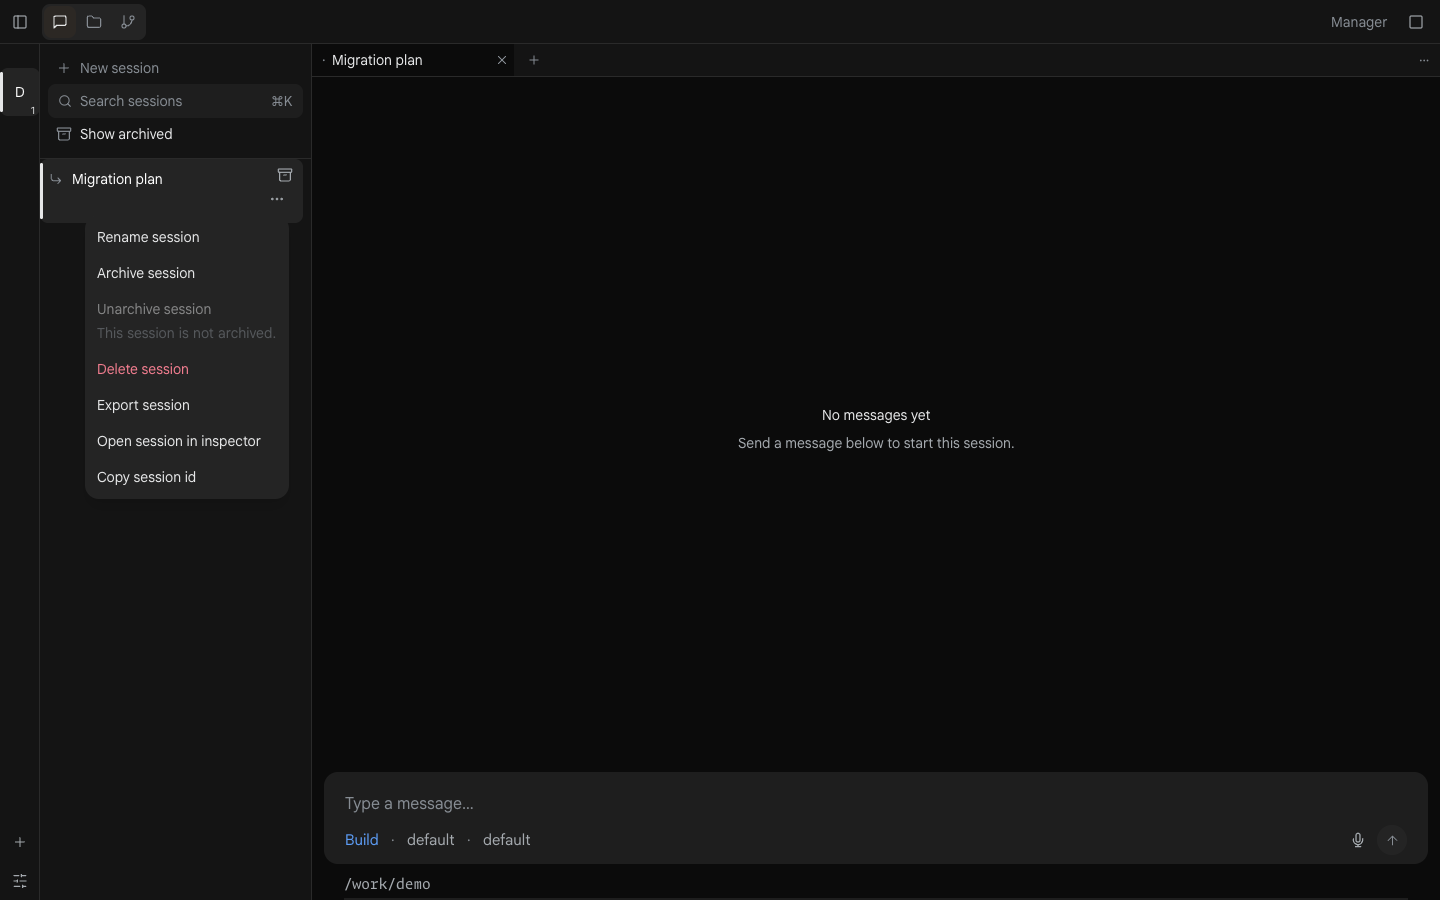 Manager
D
1
New session
Search sessions ⌘K
Show archived
Migration plan
Rename session
Archive session
Unarchive session
This session is not archived.
Delete session
Export session
Open session in inspector
Copy session id
· Migration plan
No messages yet
Send a message below to start this session.
Type a message...
Build · default · default
/work/demo